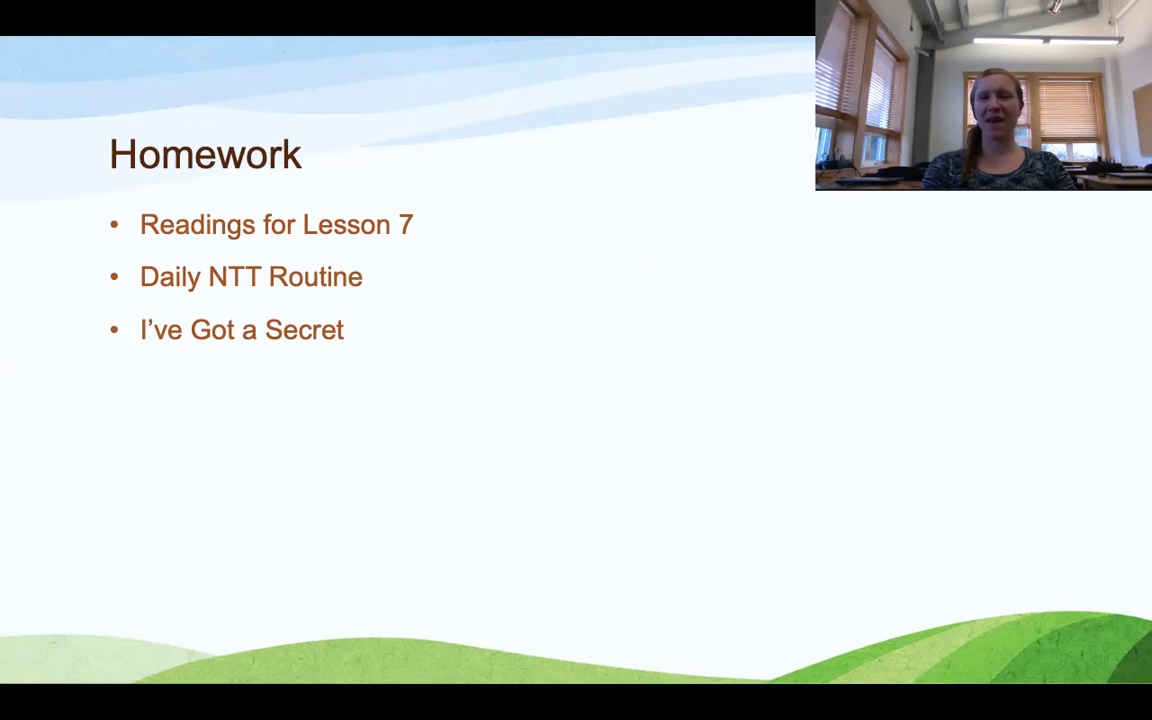 Homework
• Readings for Lesson 7
• Daily NTT Routine
• I’ve Got a Secret